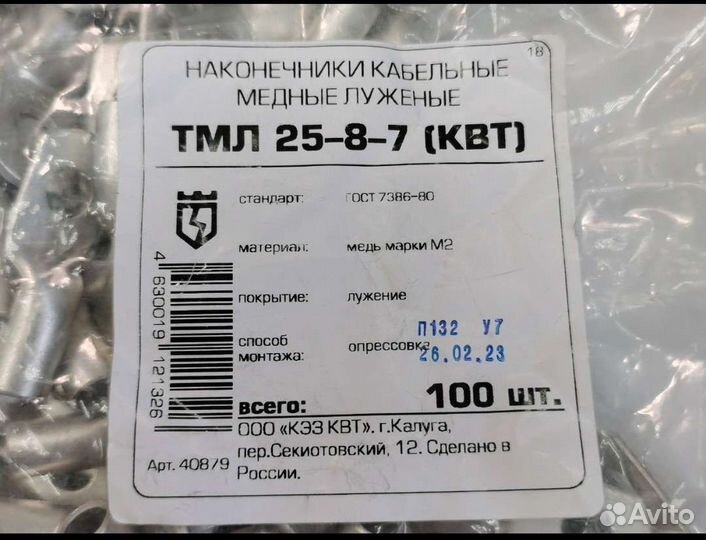 18
НАКОНЕЧНИКИ КАБЕЛЬНЫЕ
МЕДНЫЕ ЛУЖЕНЫЕ
ТМЛ 25-8-7 (КВТ)
стандарт: ГОСТ 7386-80
материал: медь марки М2
покрытие: лужение
способ
монтажа: опрессовка
П132 У7
26.02.23
всего: 100 шт.
4 630019 121326
ООО «КЭЗ КВТ». г.Калуга,
пер.Секиотовский, 12. Сделано в
России.
Арт. 40879
Avito